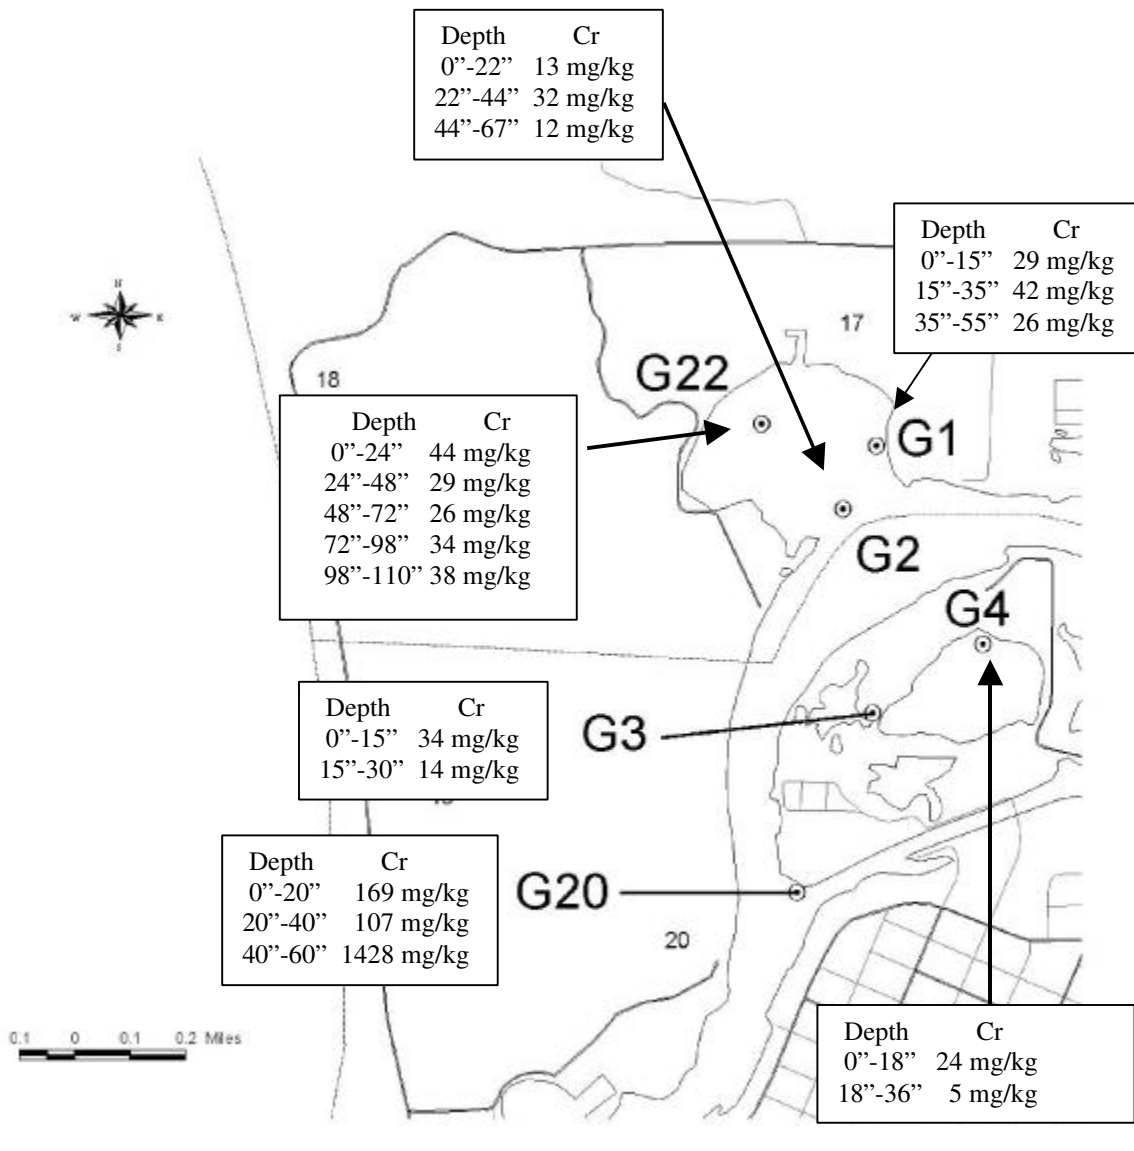 Depth Cr
0”-22” 13 mg/kg
22”-44” 32 mg/kg
44”-67” 12 mg/kg
Depth Cr
0”-15” 29 mg/kg
15”-35” 42 mg/kg
35”-55” 26 mg/kg
N
W E
S
17
18
G22
G1
Depth Cr
0”-24” 44 mg/kg
24”-48” 29 mg/kg
48”-72” 26 mg/kg
72”-98” 34 mg/kg
98”-110” 38 mg/kg
G2
G4
Depth Cr
0”-15” 34 mg/kg
15”-30” 14 mg/kg
G3
Depth Cr
0”-20” 169 mg/kg
20”-40” 107 mg/kg
40”-60” 1428 mg/kg
G20
20
0.1 0 0.1 0.2 Miles
Depth Cr
0”-18” 24 mg/kg
18”-36” 5 mg/kg